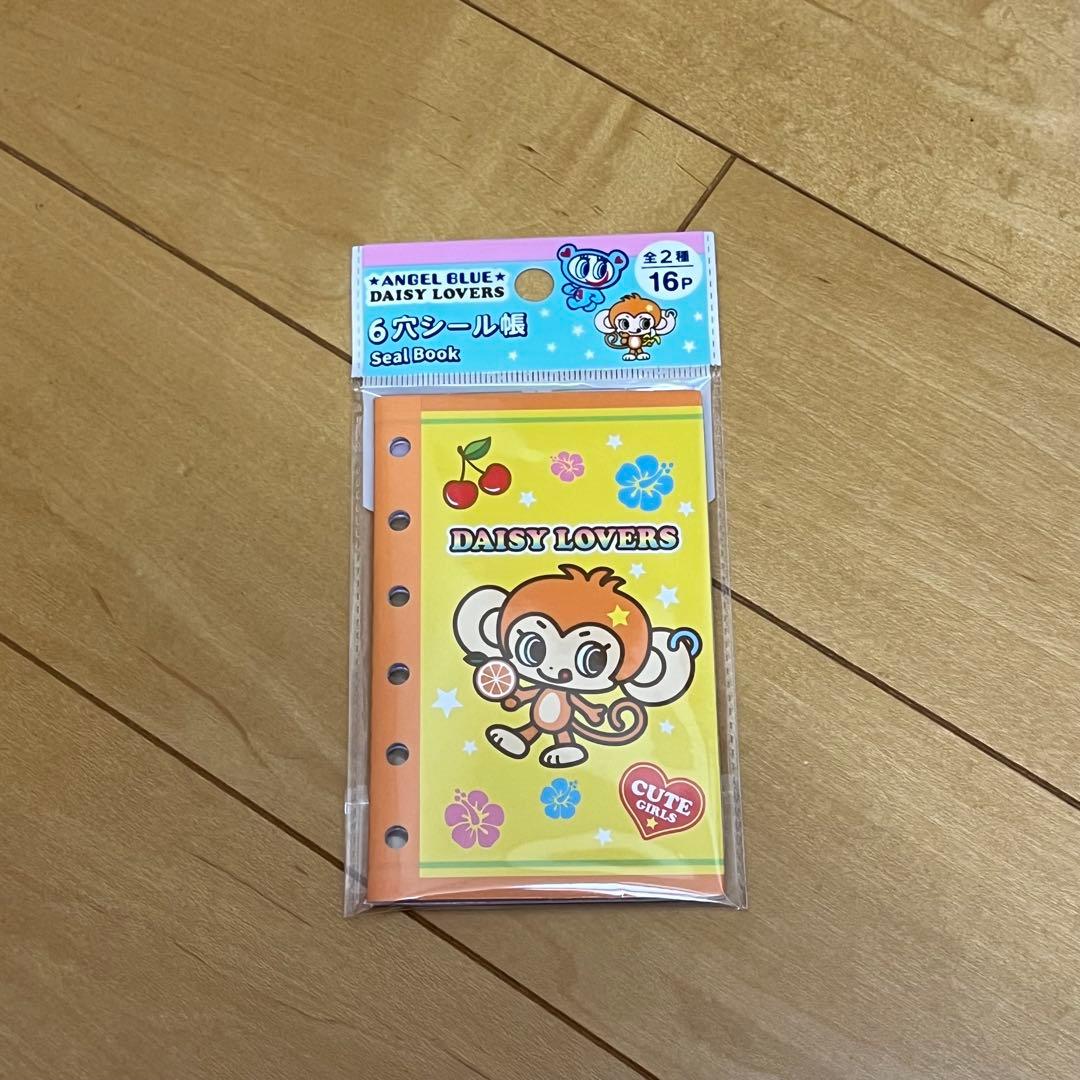 ★ANGEL BLUE★
DAISY LOVERS
6穴シール帳
Seal Book
全2種
16P
DAISY LOVERS
CUTE
GIRLS